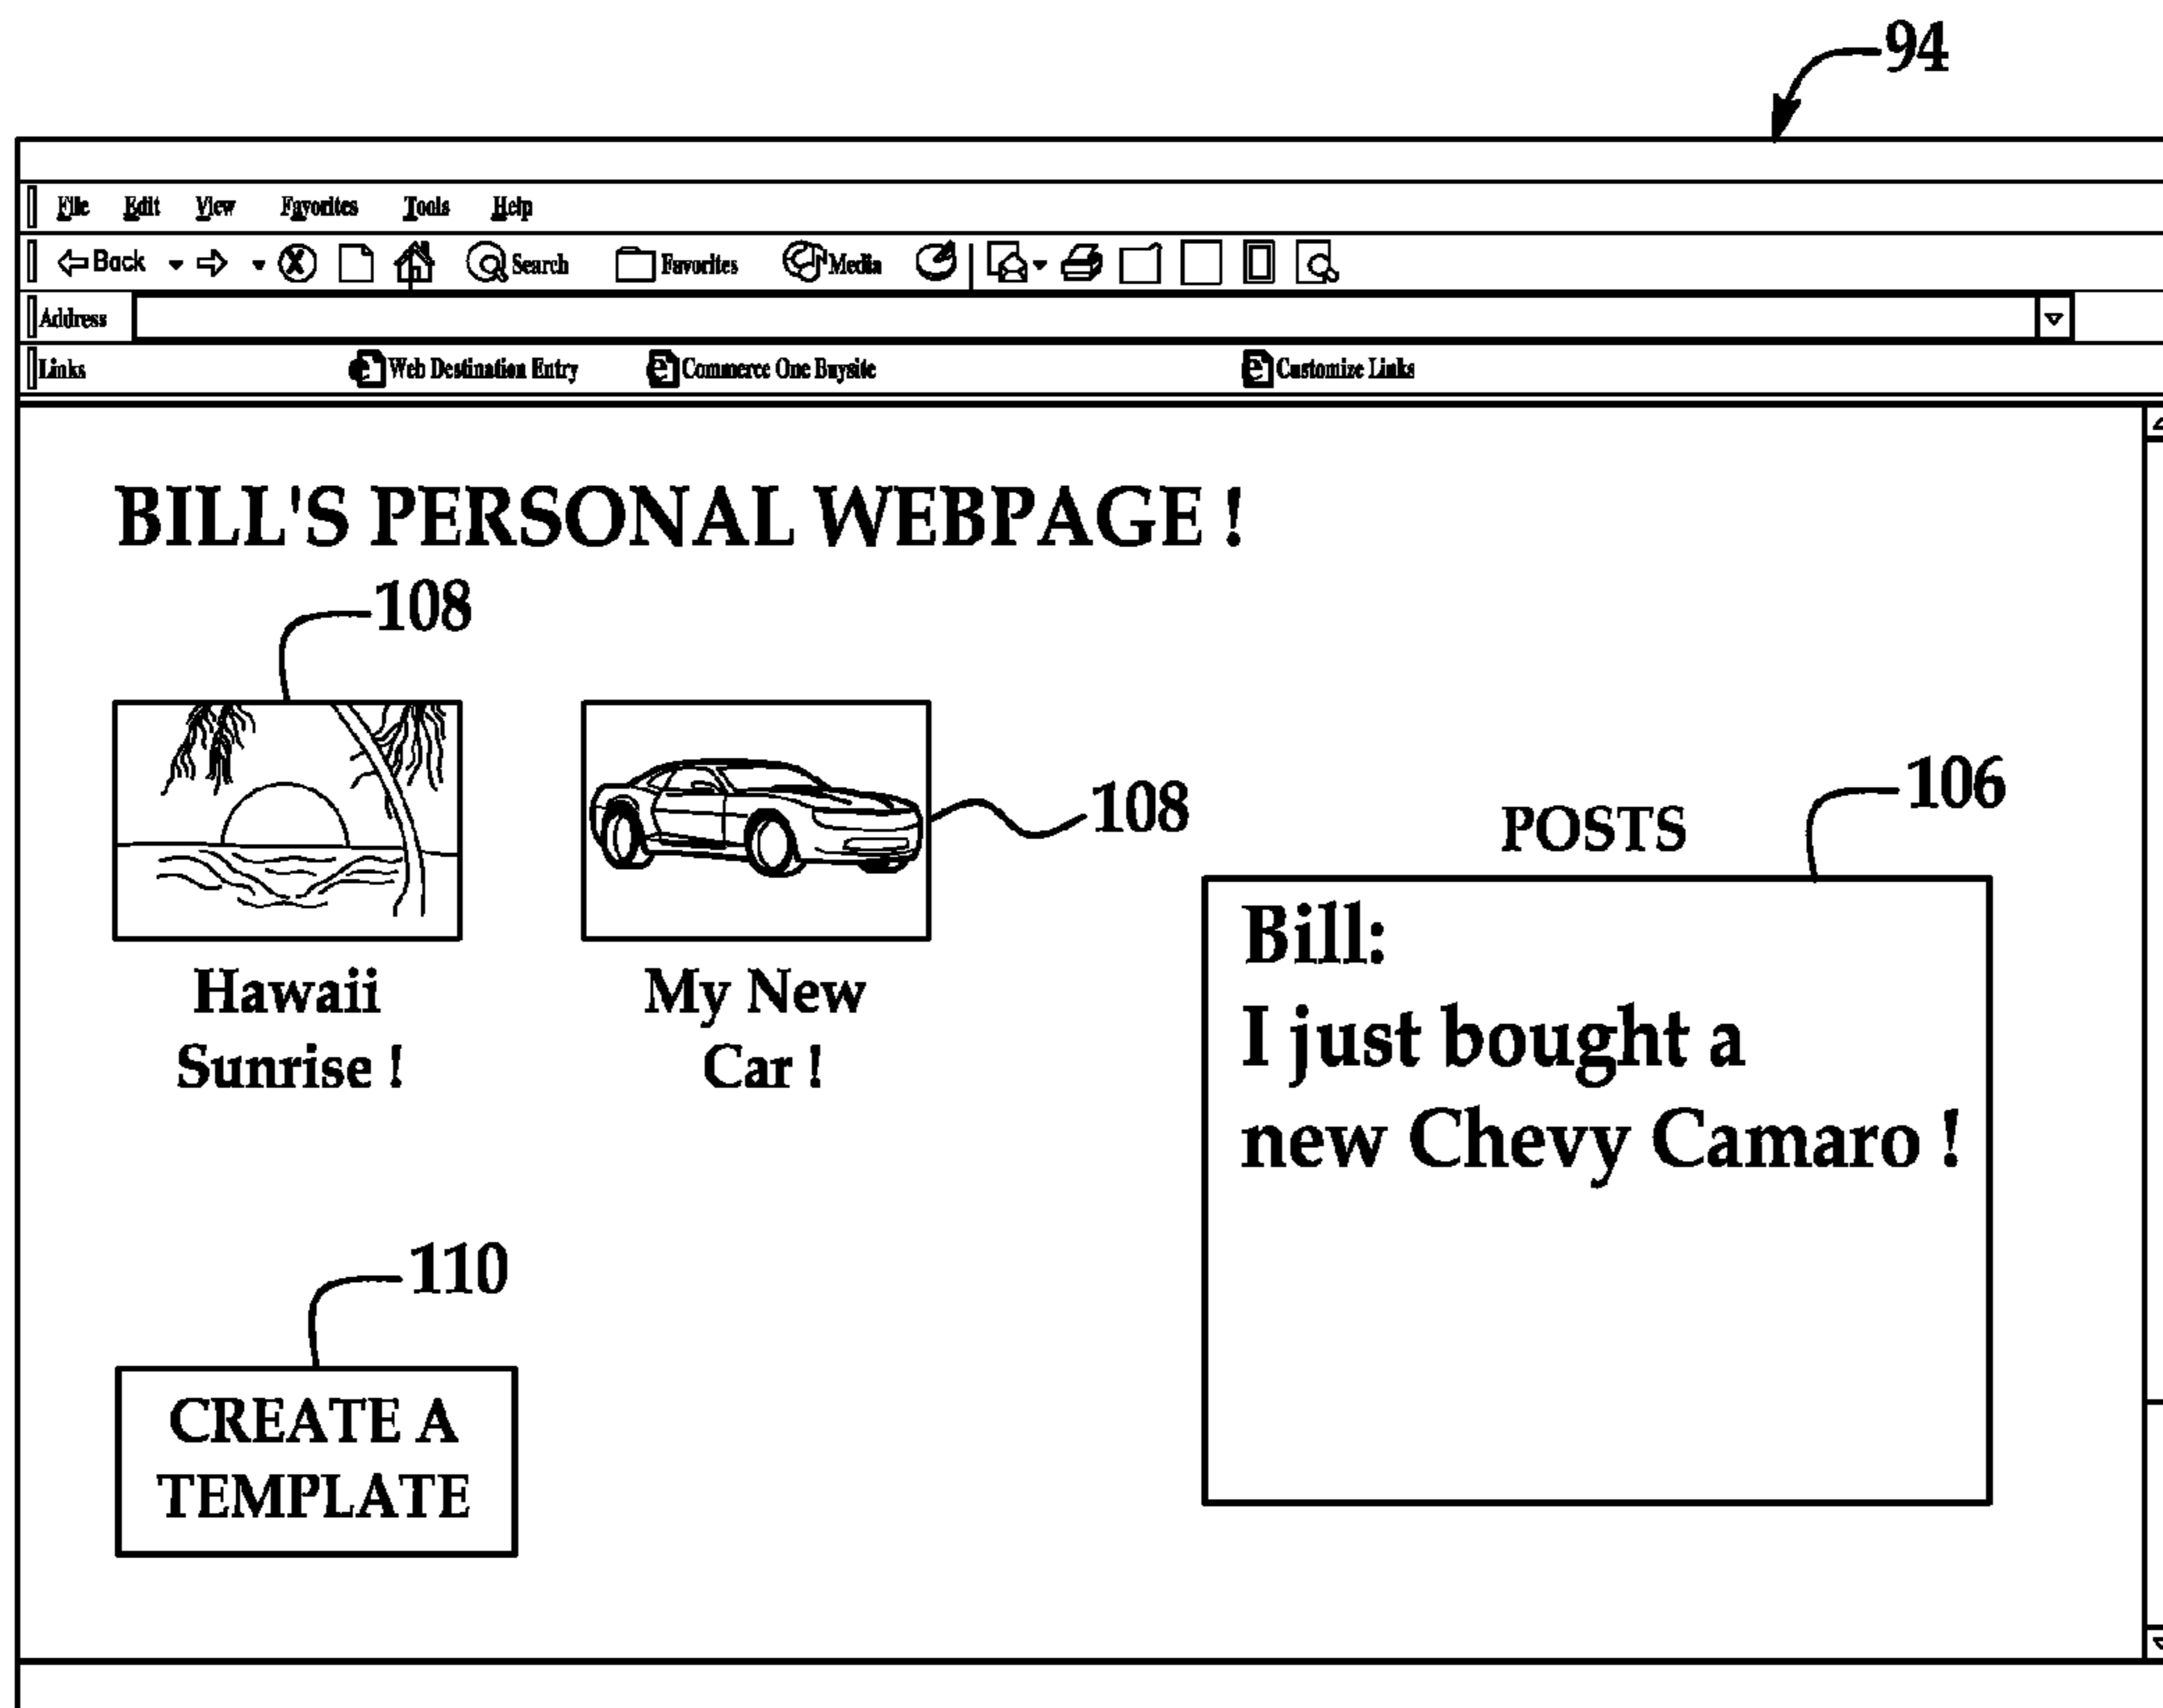 94
File Edit View Favorites Tools Help
Back Search Favorites Media
Address
Links Web Destination Entry Commerce One Buysite Customize Links
BILL'S PERSONAL WEBPAGE !
108
108
106
POSTS
Hawaii
Sunrise !
My New
Car !
Bill:
I just bought a
new Chevy Camaro !
110
CREATE A
TEMPLATE